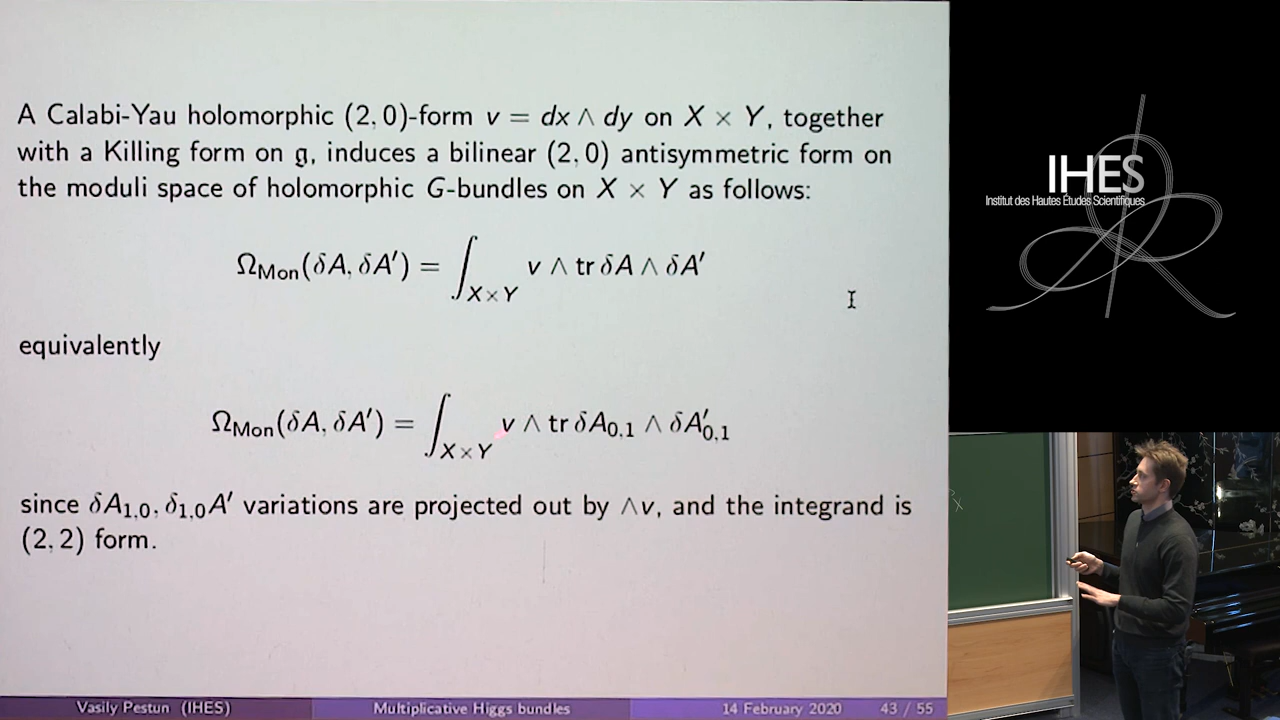 A Calabi-Yau holomorphic (2, 0)-form v = dx ∧ dy on X × Y, together
with a Killing form on 𝔤, induces a bilinear (2, 0) antisymmetric form on
the moduli space of holomorphic G-bundles on X × Y as follows:
Ω_Mon(δA, δA′) = ∫_{X×Y} v ∧ tr δA ∧ δA′
equivalently
Ω_Mon(δA, δA′) = ∫_{X×Y} v ∧ tr δA_{0,1} ∧ δA′_{0,1}
since δA_{1,0}, δ_{1,0}A′ variations are projected out by ∧v, and the integrand is
(2, 2) form.
Vasily Pestun (IHES) Multiplicative Higgs bundles 14 February 2020 43 / 55
IHES
Institut des Hautes Études Scientifiques
X